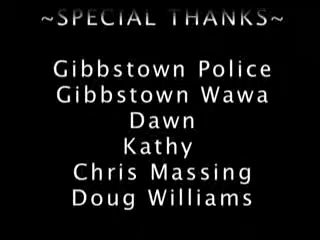 ~SPECIAL THANKS~
Gibbstown Police
Gibbstown Wawa
Dawn
Kathy
Chris Massing
Doug Williams